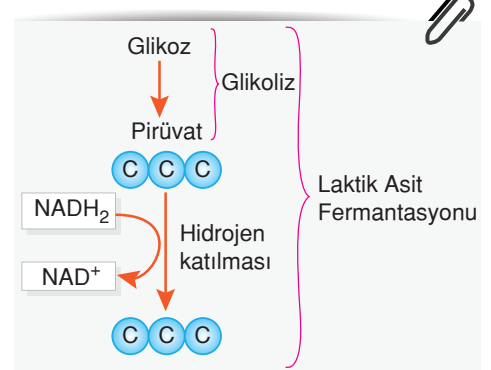 Glikoz
Glikoliz
Pirüvat
C C C
NADH₂
Hidrojen
katılması
NAD⁺
C C C
Laktik Asit
Fermantasyonu